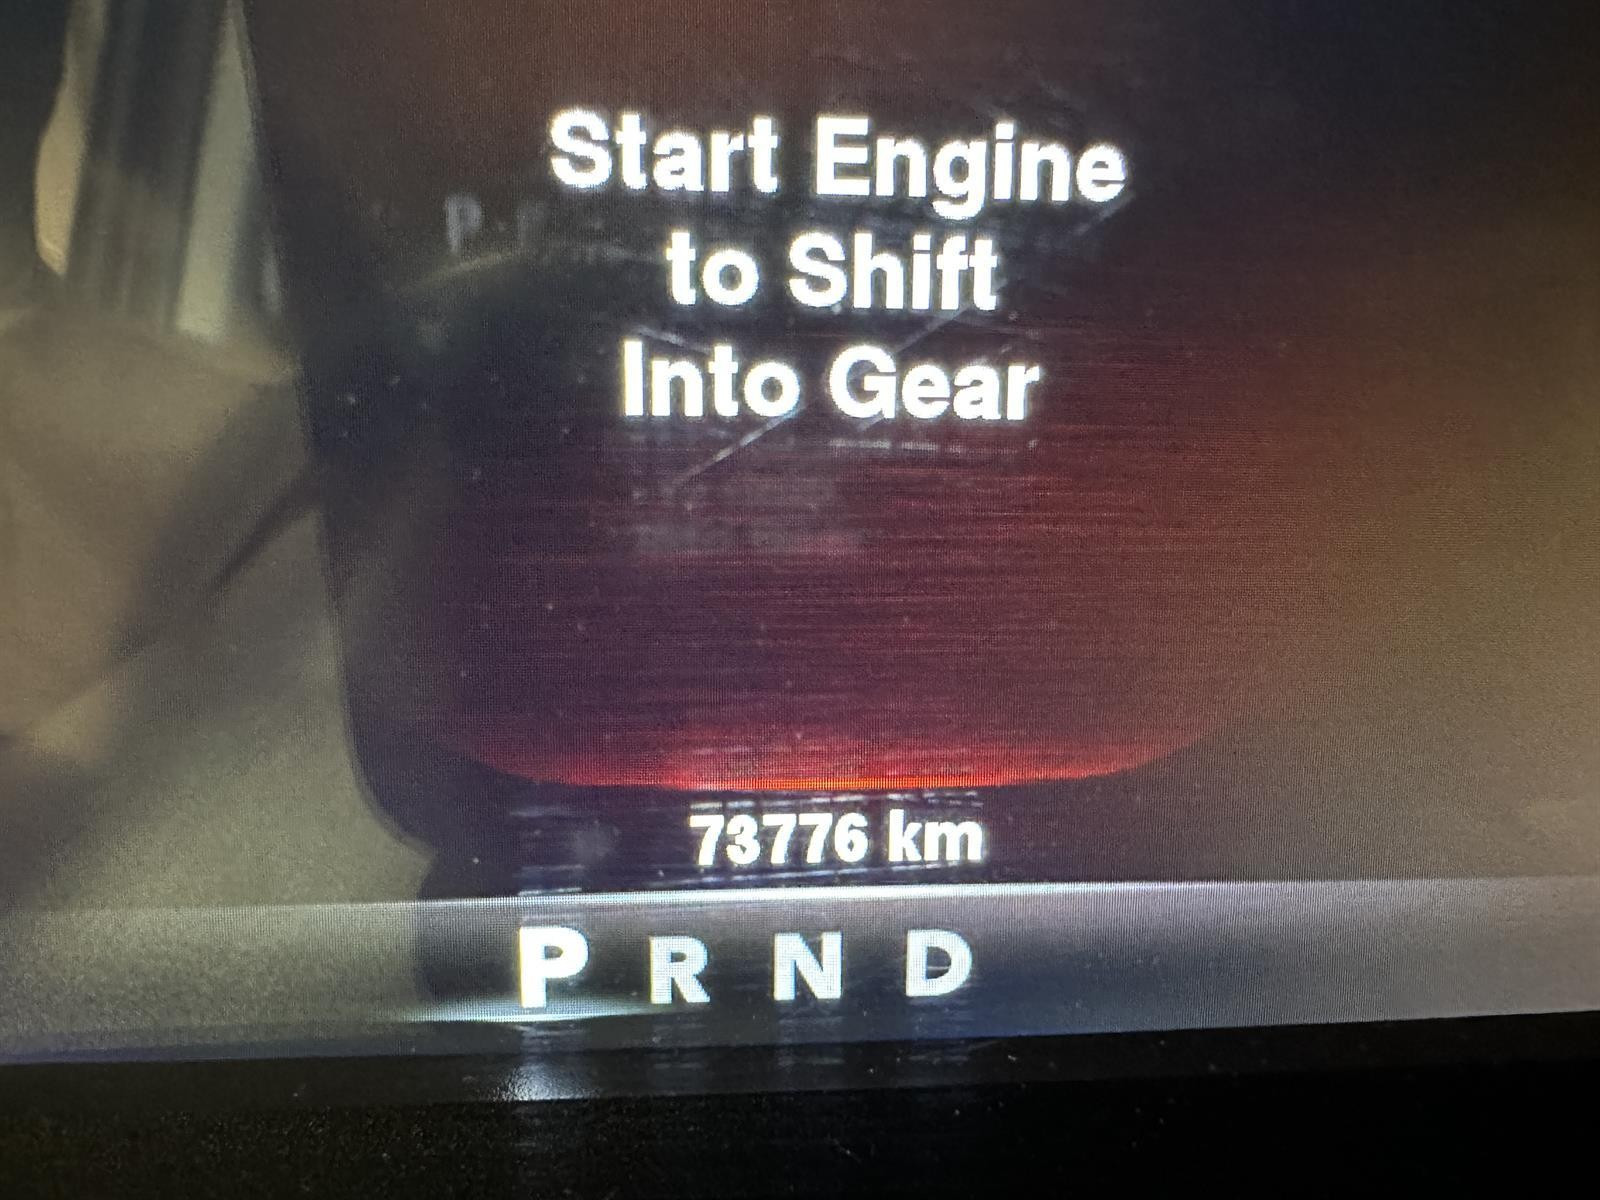 Start Engine
to Shift
Into Gear
73776 km
P R N D